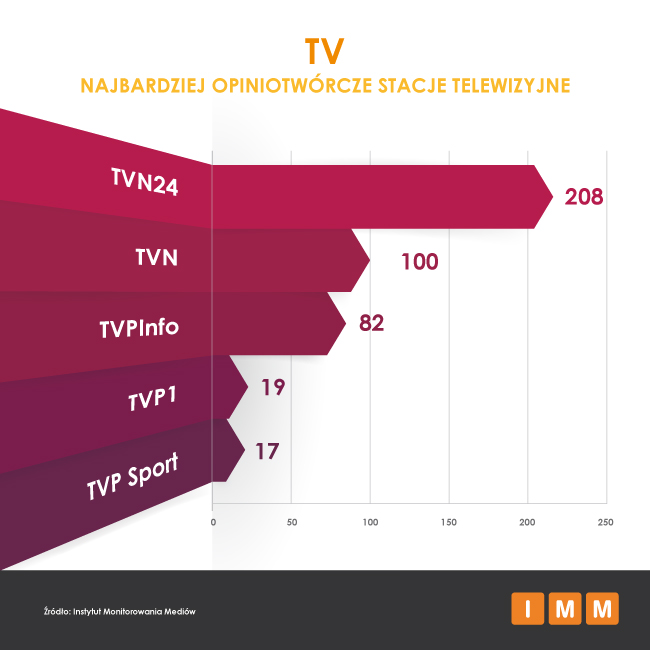 TV
NAJBARDZIEJ OPINIOTWÓRCZE STACJE TELEWIZYJNE
TVN24
208
TVN
100
TVPInfo
82
TVP1
19
TVP Sport
17
0 50 100 150 200 250
Źródło: Instytut Monitorowania Mediów
IMM